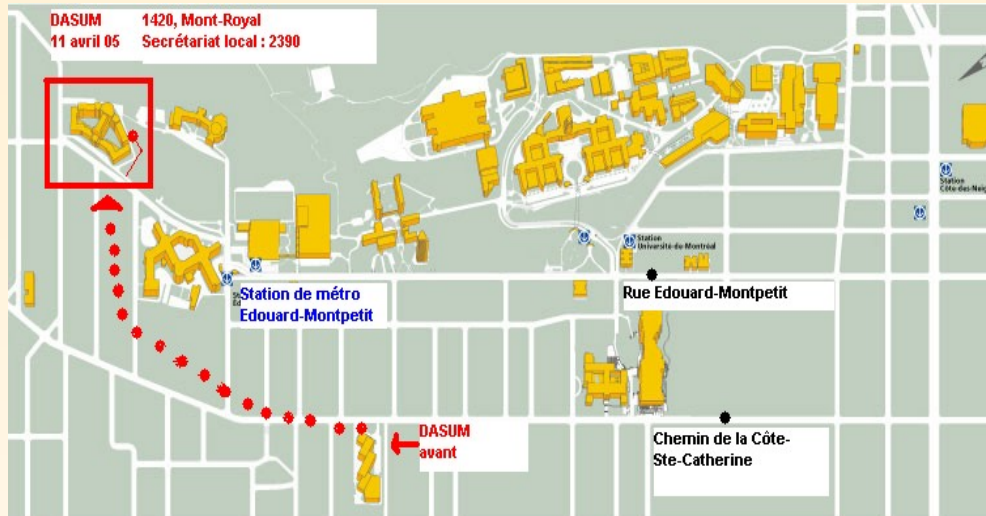 DASUM 1420, Mont-Royal
11 avril 05 Secrétariat local : 2390
Station
Côte-des-Neig
Station
Université-de-Montréal
Station de métro
Edouard-Montpetit
Rue Edouard-Montpetit
DASUM
avant
Chemin de la Côte-
Ste-Catherine